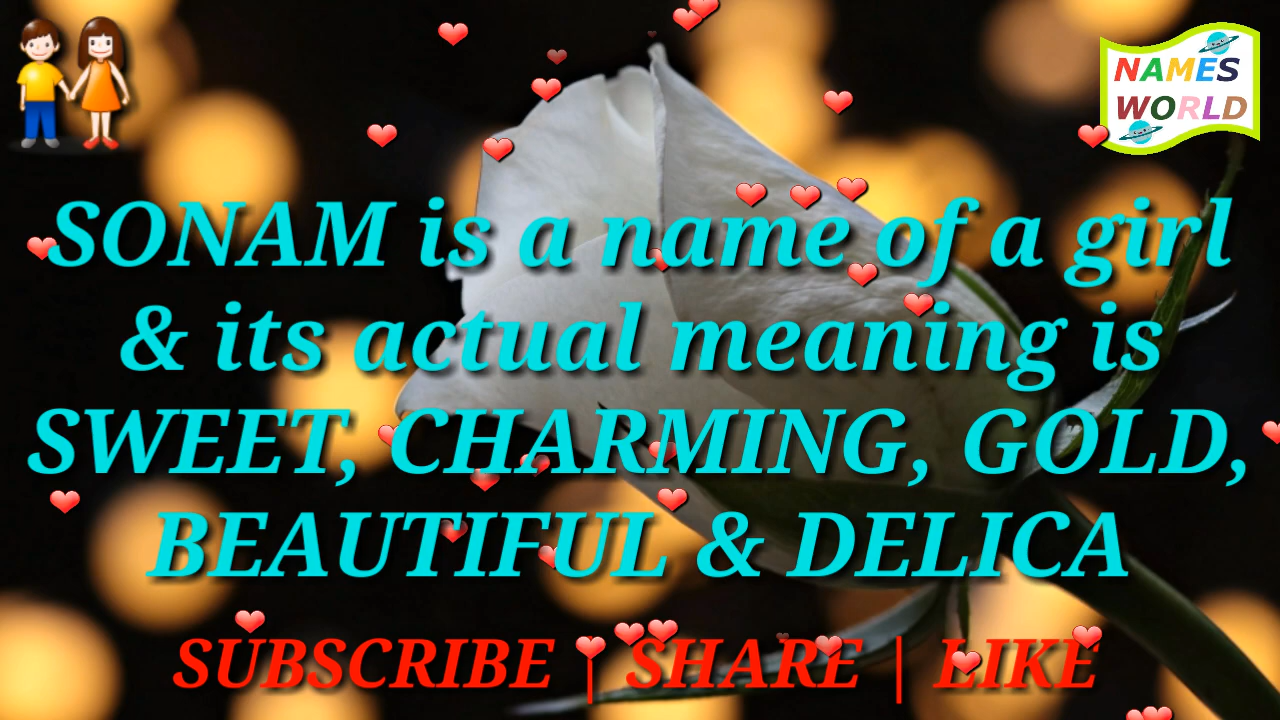 NAMES
WORLD
SONAM is a name of a girl
& its actual meaning is
SWEET, CHARMING, GOLD,
BEAUTIFUL & DELICA
SUBSCRIBE | SHARE | LIKE